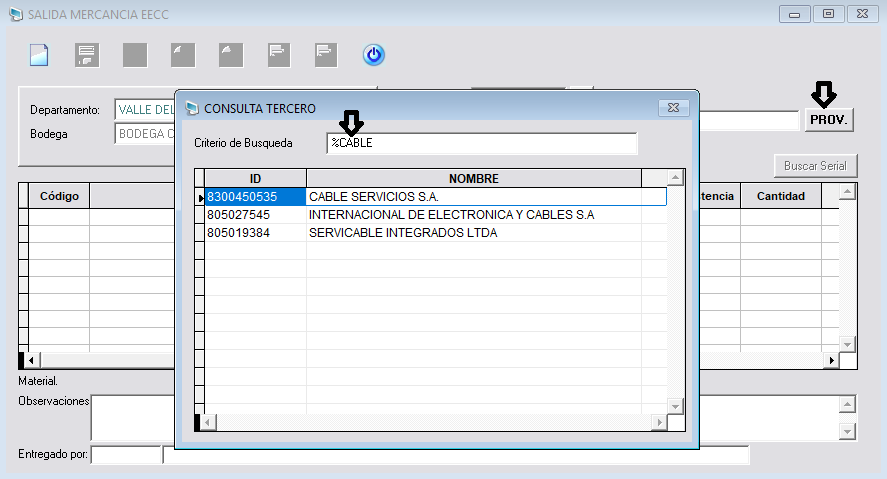 SALIDA MERCANCIA EECC
CONSULTA TERCERO
Departamento:
VALLE DEL
PROV.
Bodega
BODEGA C
Criterio de Busqueda
%CABLE
Buscar Serial
ID
NOMBRE
Código
Cantidad
8300450535 CABLE SERVICIOS S.A.
805027545 INTERNACIONAL DE ELECTRONICA Y CABLES S.A
805019384 SERVICABLE INTEGRADOS LTDA
Material.
Observaciones
Entregado por: